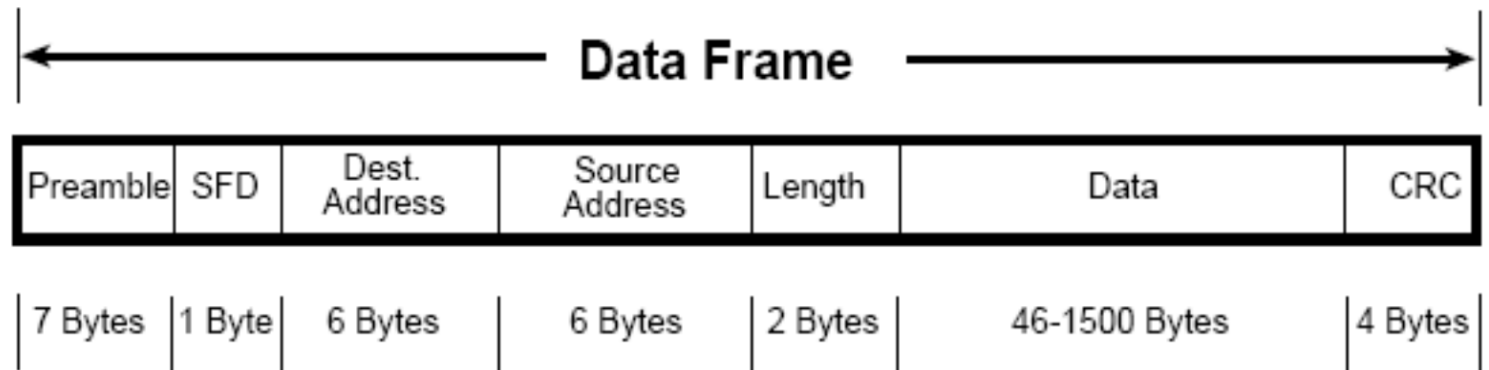 Data Frame
Preamble SFD Dest. Address Source Address Length Data CRC
7 Bytes 1 Byte 6 Bytes 6 Bytes 2 Bytes 46-1500 Bytes 4 Bytes